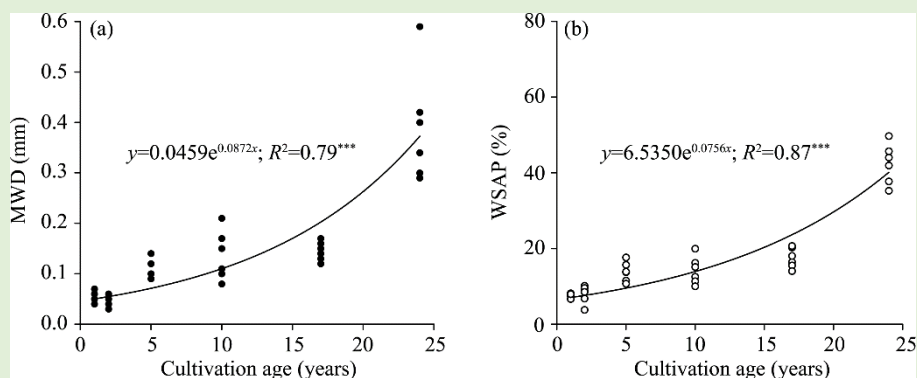 (a)
0.6
0.5
0.4
0.3
0.2
0.1
0.0
MWD (mm)
y=0.0459e^0.0872x; R²=0.79***
0 5 10 15 20 25
Cultivation age (years)
(b)
80
60
40
20
0
WSAP (%)
y=6.5350e^0.0756x; R²=0.87***
0 5 10 15 20 25
Cultivation age (years)